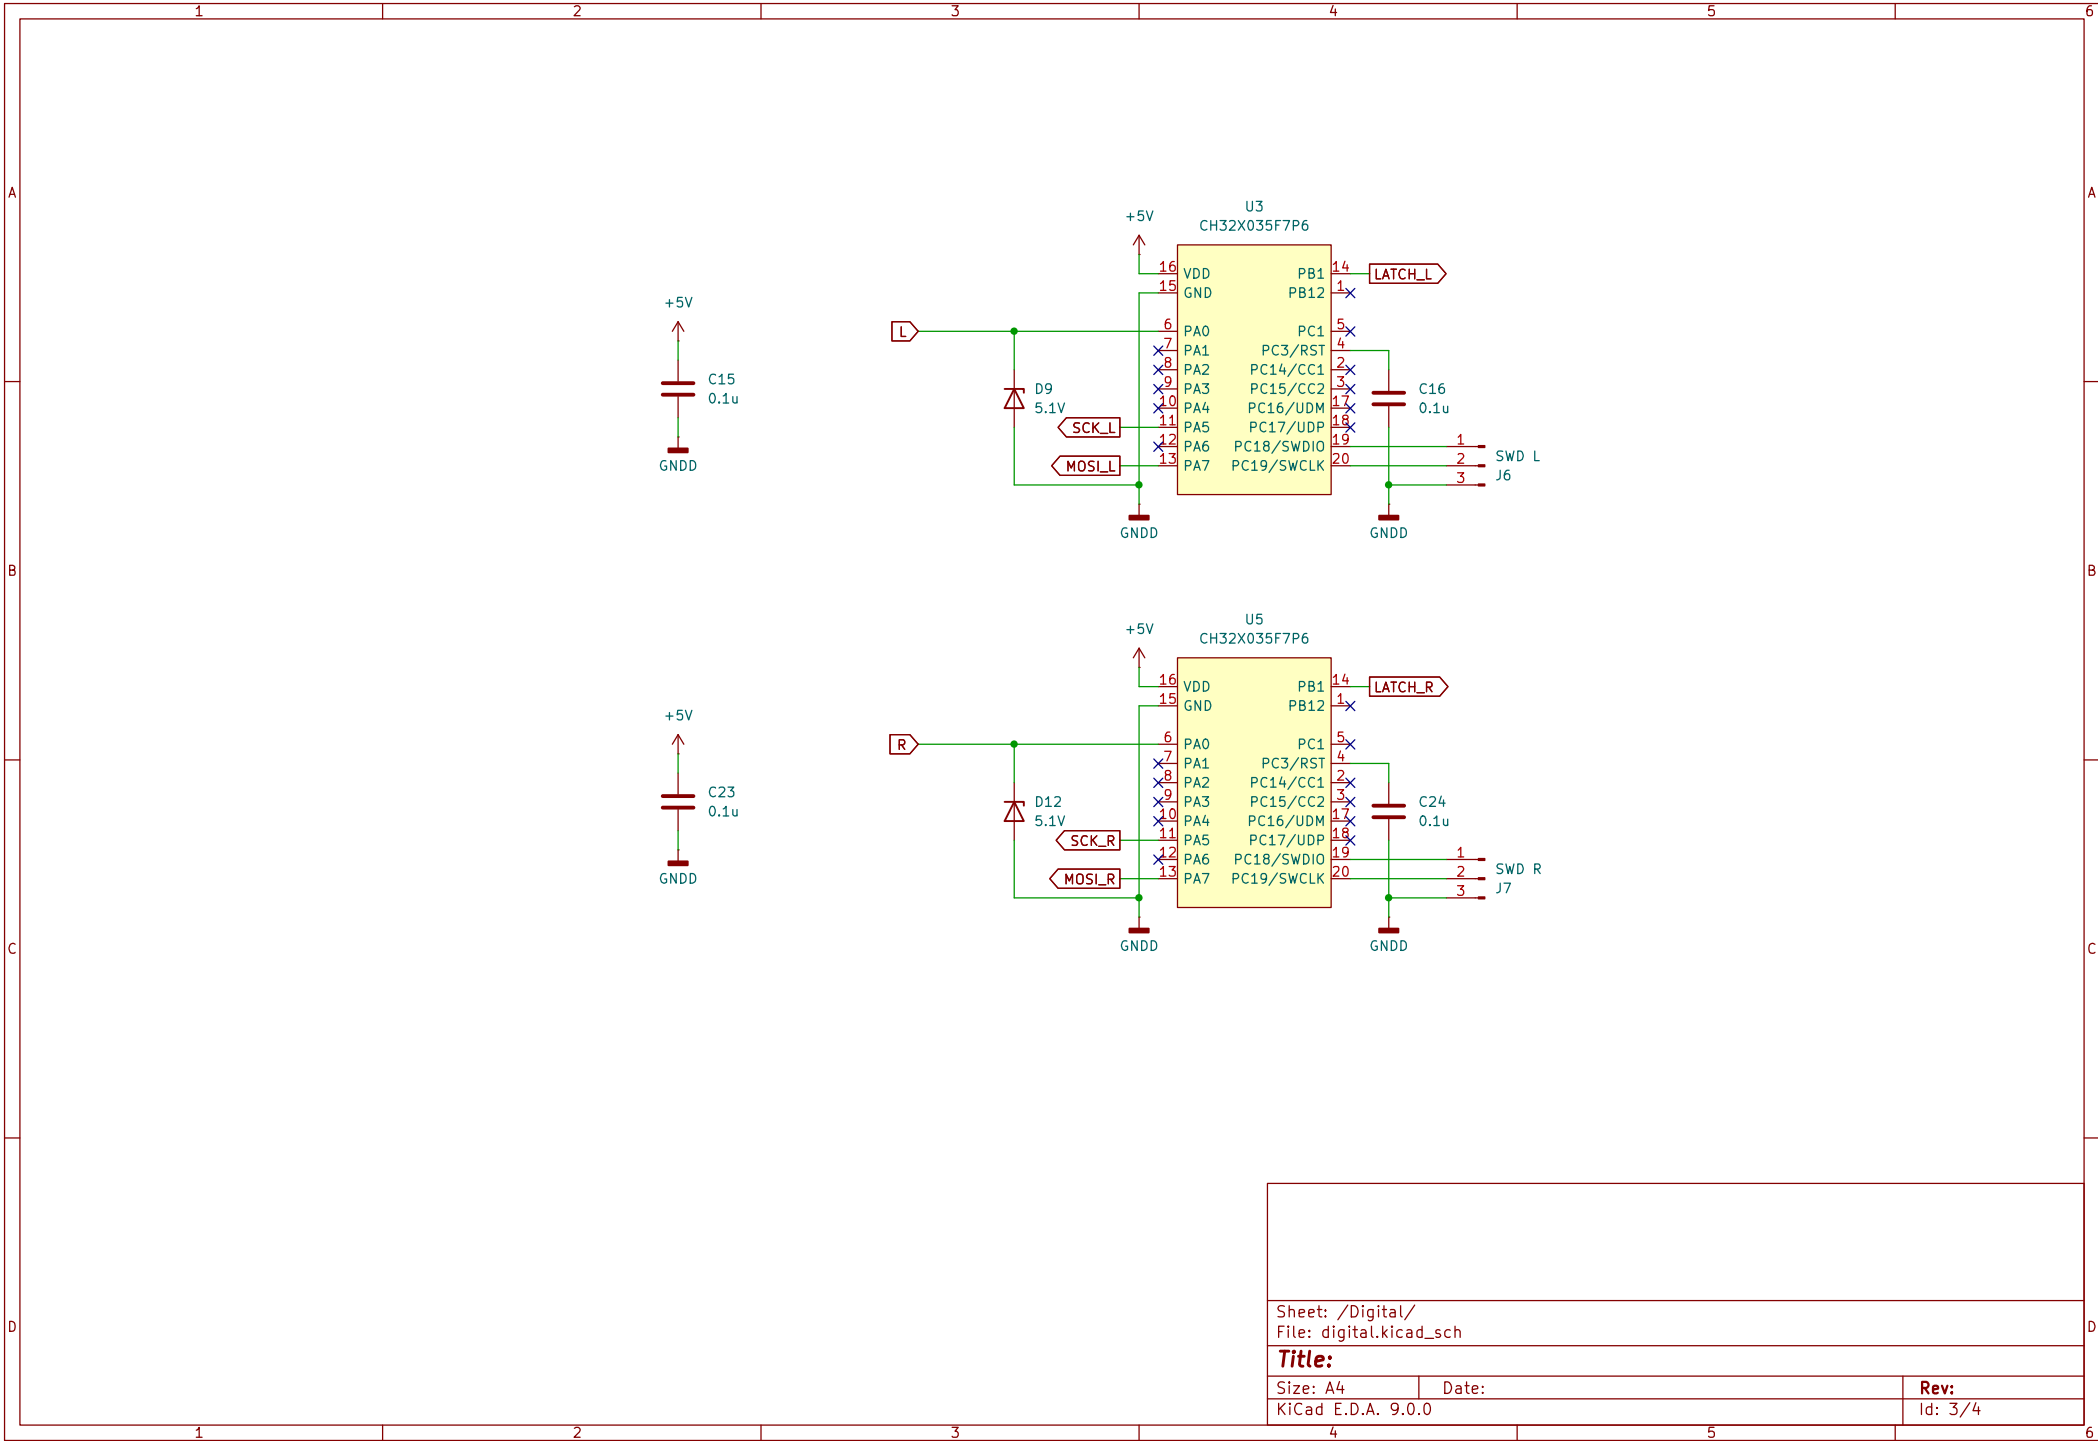 1 2 3 4 5 6
A A
U3
+5V
CH32X035F7P6
16 VDD PB1 14 LATCH_L
15 GND PB12 1
+5V
L 6 PA0 PC1 5
7 PA1 PC3/RST 4
8 PA2 PC14/CC1 2
C15 9 PA3 PC15/CC2 3
D9 C16
0.1u 10 PA4 PC16/UDM 17
5.1V 0.1u
SCK_L 11 PA5 PC17/UDP 18
12 PA6 PC18/SWDIO 19 1
SWD L
GNDD MOSI_L 13 PA7 PC19/SWCLK 20 2
3 J6
GNDD GNDD
B B
U5
+5V
CH32X035F7P6
16 VDD PB1 14 LATCH_R
15 GND PB12 1
+5V
R 6 PA0 PC1 5
7 PA1 PC3/RST 4
8 PA2 PC14/CC1 2
C23 9 PA3 PC15/CC2 3
D12 C24
0.1u 10 PA4 PC16/UDM 17
5.1V 0.1u
SCK_R 11 PA5 PC17/UDP 18
12 PA6 PC18/SWDIO 19 1
SWD R
GNDD MOSI_R 13 PA7 PC19/SWCLK 20 2
3 J7
GNDD GNDD
C C
Sheet: /Digital/
D D
File: digital.kicad_sch
Title:
Size: A4 Date: Rev:
KiCad E.D.A. 9.0.0 Id: 3/4
1 2 3 4 5 6